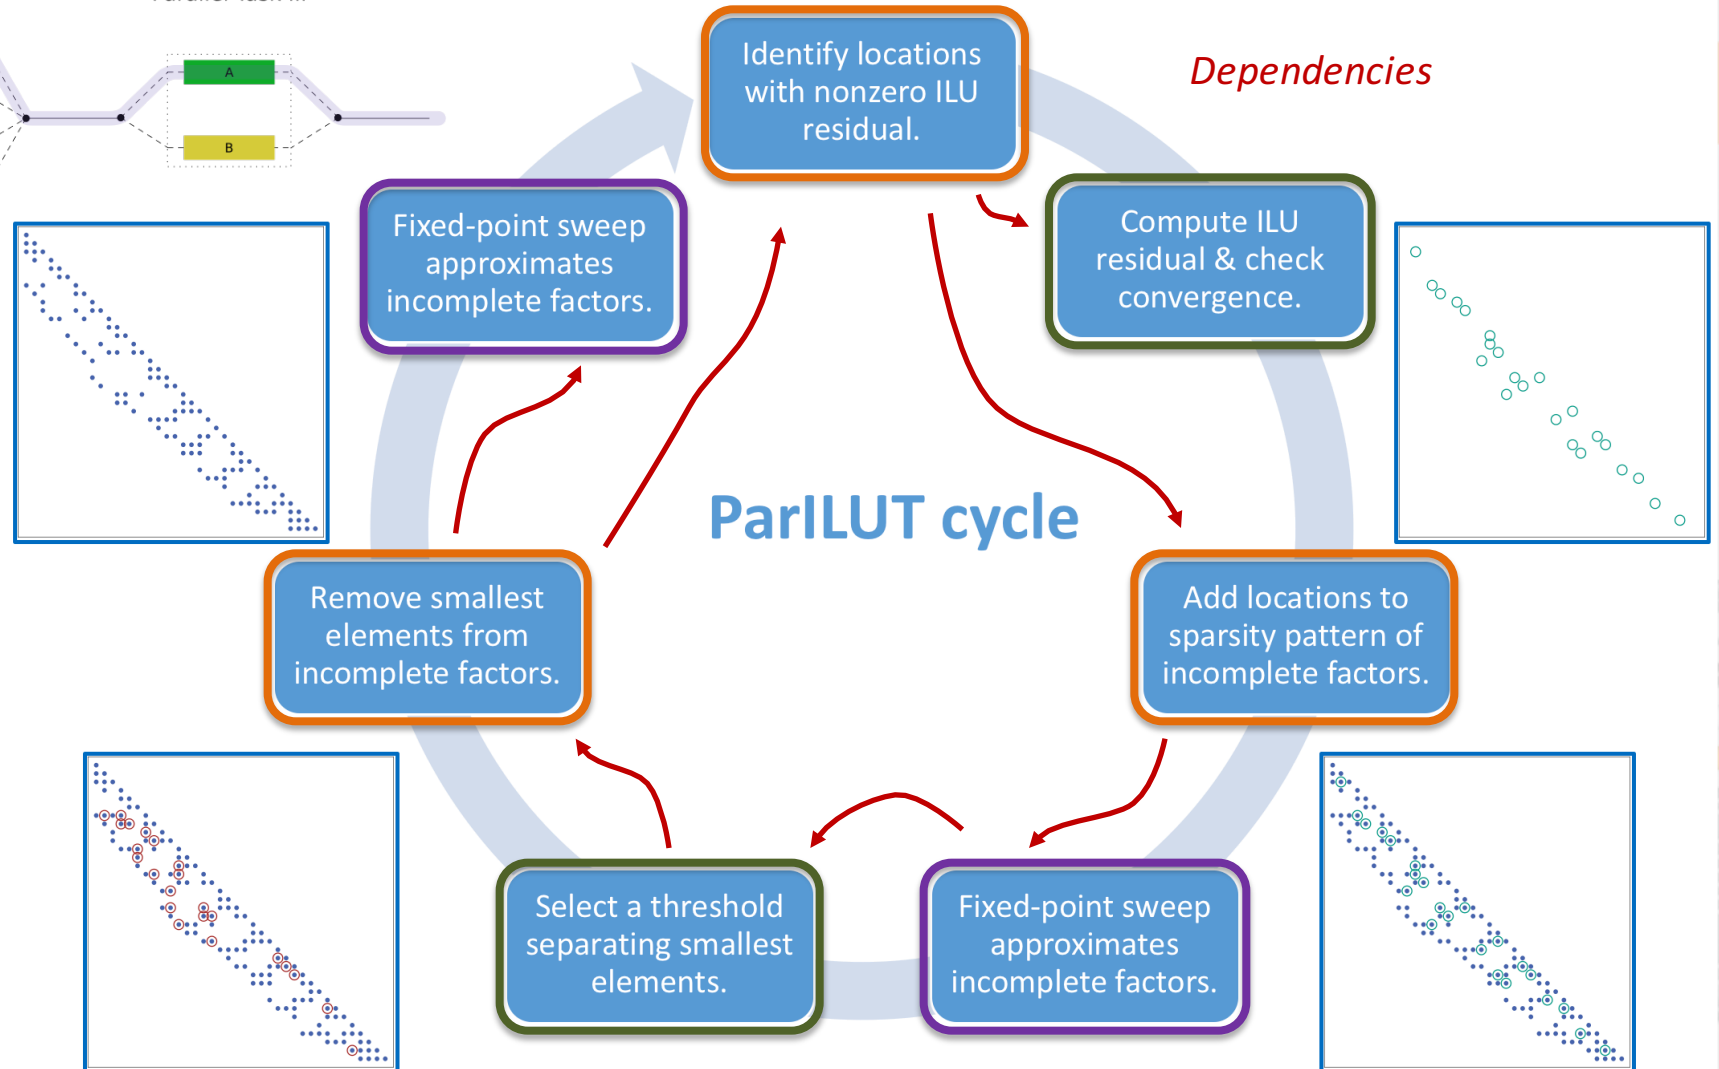 Identify locations
with nonzero ILU
residual.
Dependencies
A
B
Fixed-point sweep
approximates
incomplete factors.
Compute ILU
residual & check
convergence.
ParILUT cycle
Remove smallest
elements from
incomplete factors.
Add locations to
sparsity pattern of
incomplete factors.
Select a threshold
separating smallest
elements.
Fixed-point sweep
approximates
incomplete factors.